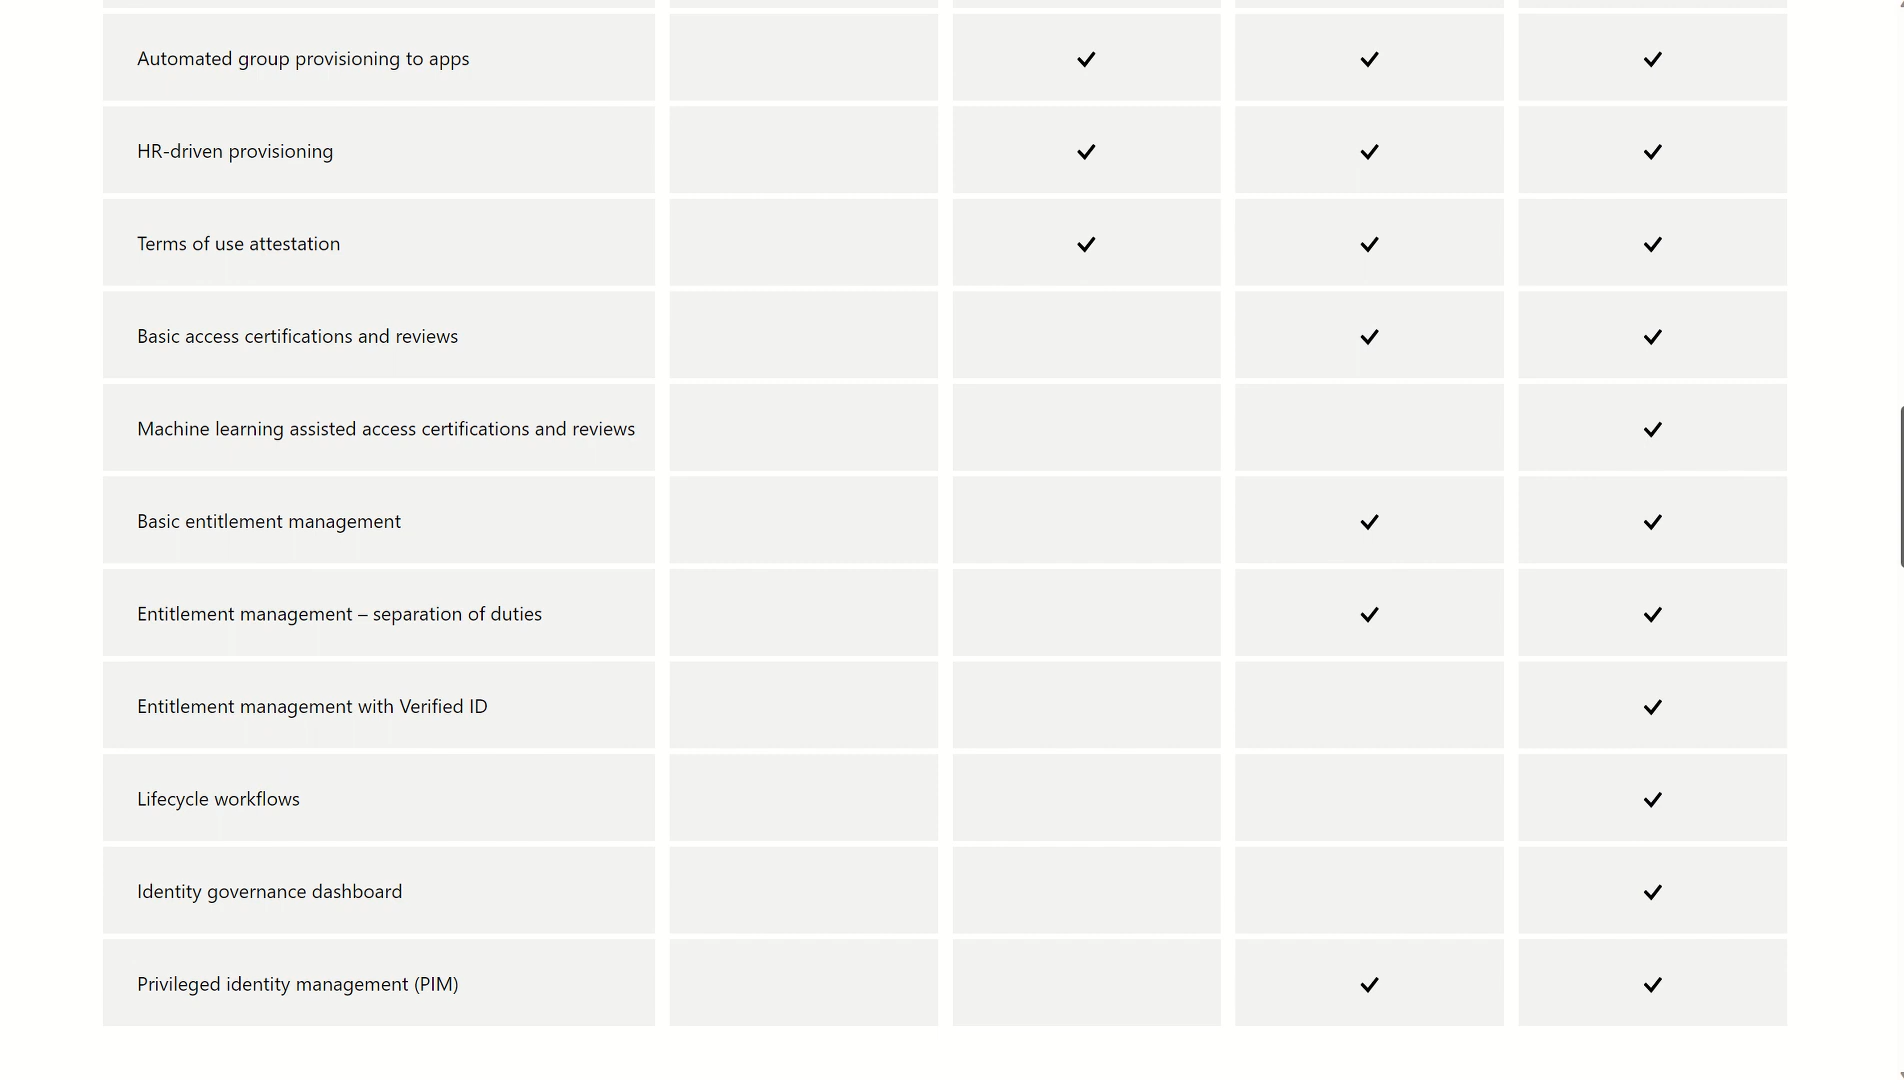 Automated group provisioning to apps
HR-driven provisioning
Terms of use attestation
Basic access certifications and reviews
Machine learning assisted access certifications and reviews
Basic entitlement management
Entitlement management – separation of duties
Entitlement management with Verified ID
Lifecycle workflows
Identity governance dashboard
Privileged identity management (PIM)